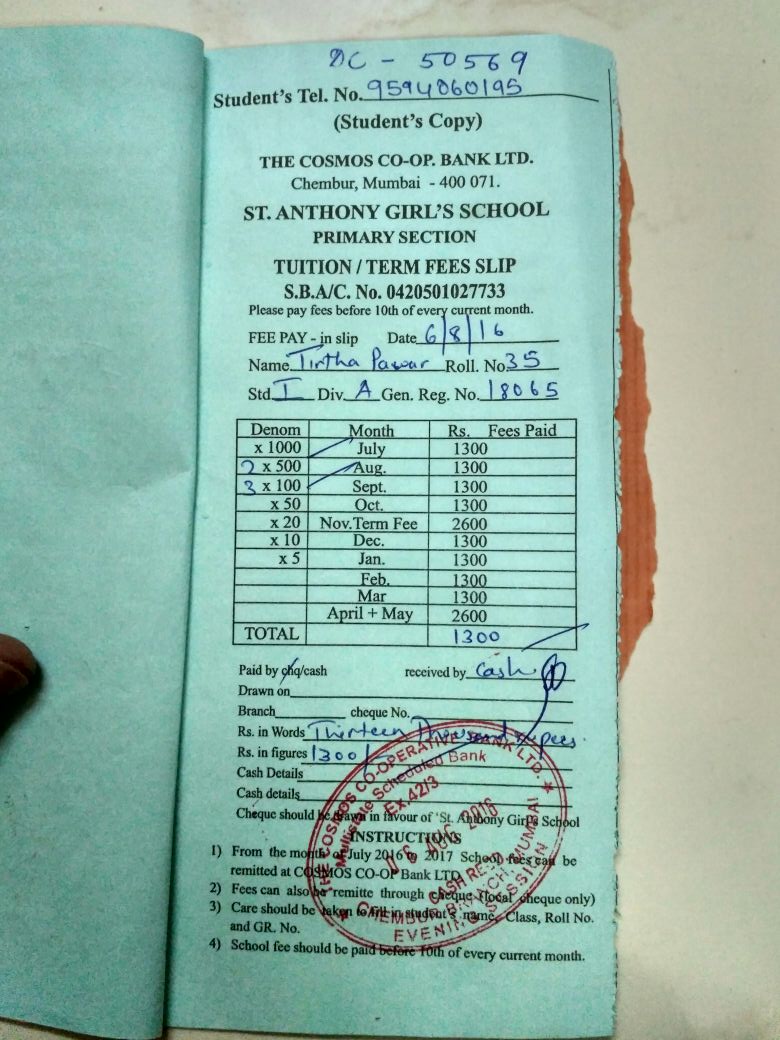 DC - 50569
Student's Tel. No. 9594060195
(Student's Copy)
THE COSMOS CO-OP. BANK LTD.
Chembur, Mumbai - 400 071.
ST. ANTHONY GIRL'S SCHOOL
PRIMARY SECTION
TUITION / TERM FEES SLIP
S.B.A/C. No. 0420501027733
Please pay fees before 10th of every current month.
FEE PAY - in slip Date 6/8/16
Name Tirtha Pawar Roll. No. 35
Std I Div. A Gen. Reg. No. 18065
Denom Month Rs. Fees Paid
x 1000 July 1300
2 x 500 Aug. 1300
3 x 100 Sept. 1300
x 50 Oct. 1300
x 20 Nov.Term Fee 2600
x 10 Dec. 1300
x 5 Jan. 1300
Feb. 1300
Mar 1300
April + May 2600
TOTAL 1300
Paid by chq/cash received by Cash
Drawn on
Branch cheque No.
Rs. in Words Thirteen Thousand rupees
Rs. in figures 1300/-
Cash Details
Cash details
Cheque should be drawn in favour of 'St. Anthony Girl's School
INSTRUCTIONS
1) From the month of July 2016 to 2017 School fees can be
remitted at COSMOS CO-OP Bank LTD
2) Fees can also be remitte through cheque (local cheque only)
3) Care should be taken to fill in student's name, Class, Roll No.
and GR. No.
4) School fee should be paid before 10th of every current month.
THE COSMOS CO-OPERATIVE BANK LTD.
Multistate Scheduled Bank
Ex.42/3
06 AUG 2016
CASH RECD
CHEMBUR BRANCH, MUMBAI
EVENING SESSION